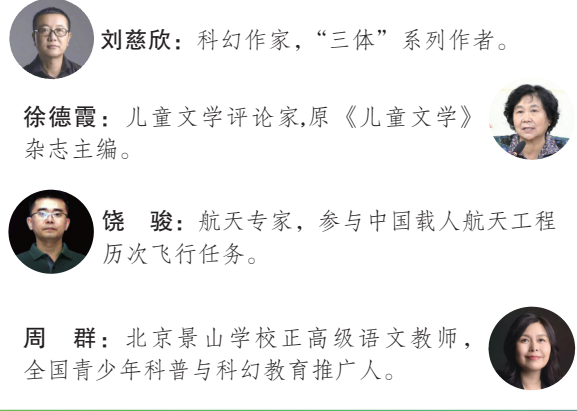 刘慈欣：科幻作家，“三体”系列作者。
徐德霞：儿童文学评论家,原《儿童文学》
杂志主编。
饶　骏：航天专家，参与中国载人航天工程
历次飞行任务。
周　群：北京景山学校正高级语文教师，
全国青少年科普与科幻教育推广人。